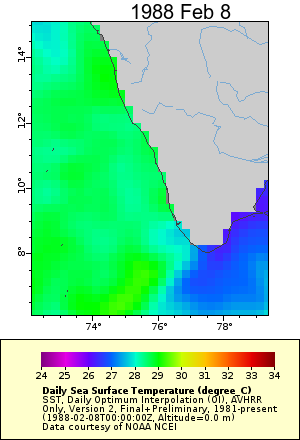 1988 Feb 8
14°
12°
10°
8°
74°
76°
78°
24 25 26 27 28 29 30 31 32 33 34
Daily Sea Surface Temperature (degree_C)
SST, Daily Optimum Interpolation (OI), AVHRR
Only, Version 2, Final+Preliminary, 1981-present
(1988-02-08T00:00:00Z, Altitude=0.0 m)
Data courtesy of NOAA NCEI